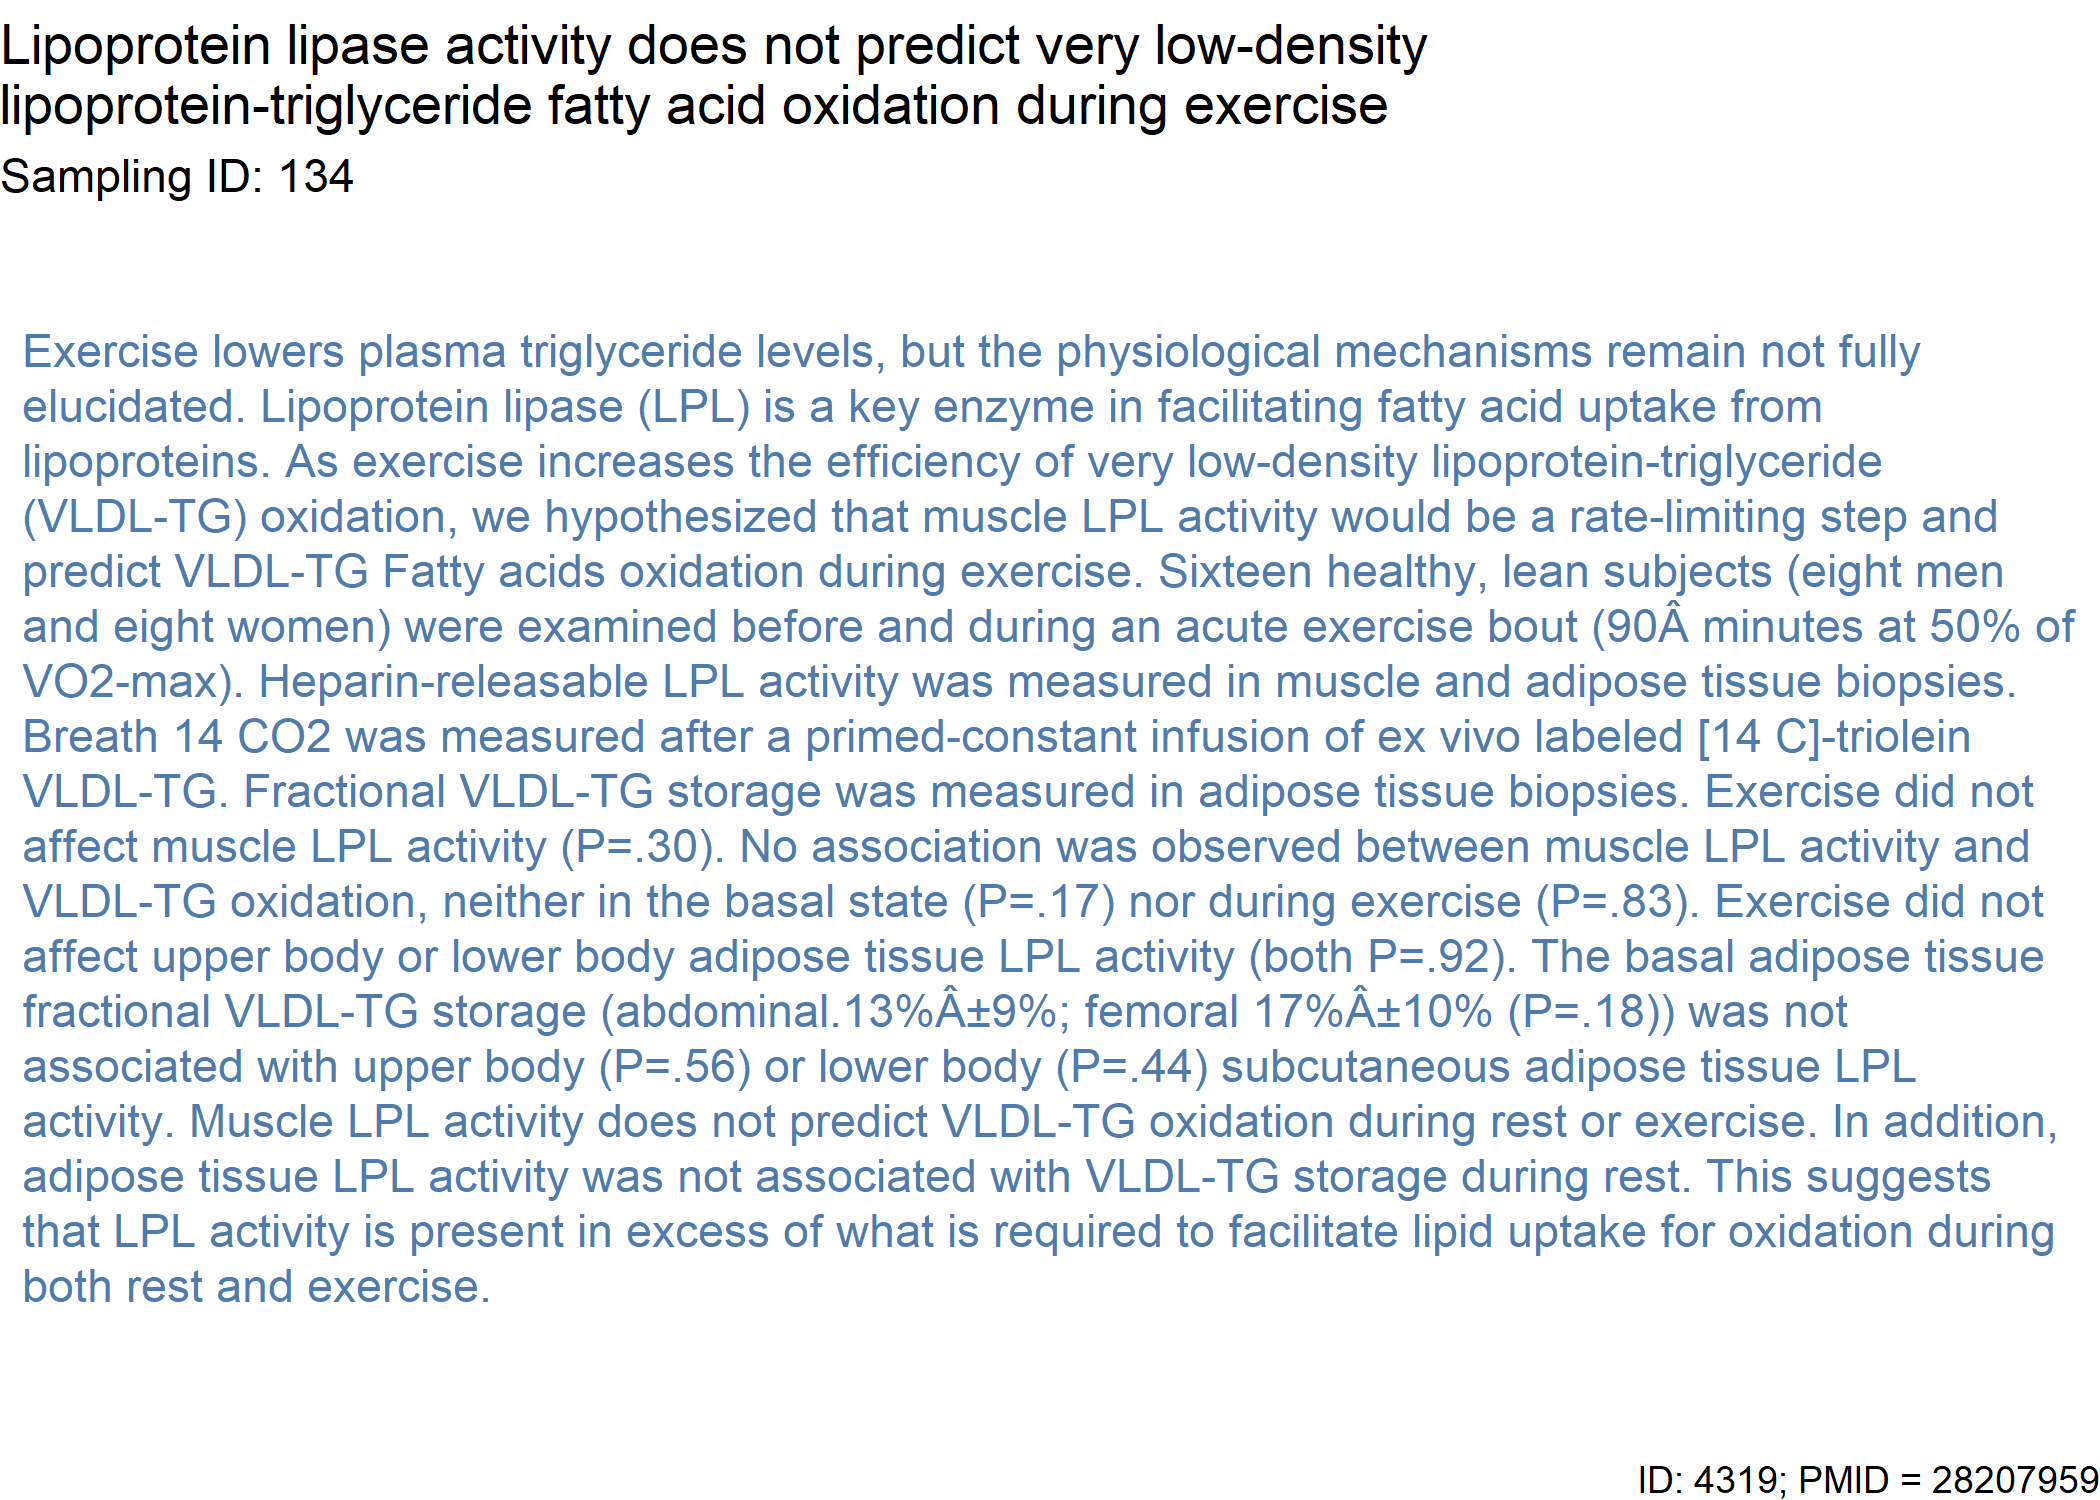 Lipoprotein lipase activity does not predict very low-density
lipoprotein-triglyceride fatty acid oxidation during exercise
Sampling ID: 134
Exercise lowers plasma triglyceride levels, but the physiological mechanisms remain not fully
elucidated. Lipoprotein lipase (LPL) is a key enzyme in facilitating fatty acid uptake from
lipoproteins. As exercise increases the efficiency of very low-density lipoprotein-triglyceride
(VLDL-TG) oxidation, we hypothesized that muscle LPL activity would be a rate-limiting step and
predict VLDL-TG Fatty acids oxidation during exercise. Sixteen healthy, lean subjects (eight men
and eight women) were examined before and during an acute exercise bout (90Â minutes at 50% of
VO2-max). Heparin-releasable LPL activity was measured in muscle and adipose tissue biopsies.
Breath 14 CO2 was measured after a primed-constant infusion of ex vivo labeled [14 C]-triolein
VLDL-TG. Fractional VLDL-TG storage was measured in adipose tissue biopsies. Exercise did not
affect muscle LPL activity (P=.30). No association was observed between muscle LPL activity and
VLDL-TG oxidation, neither in the basal state (P=.17) nor during exercise (P=.83). Exercise did not
affect upper body or lower body adipose tissue LPL activity (both P=.92). The basal adipose tissue
fractional VLDL-TG storage (abdominal.13%Â±9%; femoral 17%Â±10% (P=.18)) was not
associated with upper body (P=.56) or lower body (P=.44) subcutaneous adipose tissue LPL
activity. Muscle LPL activity does not predict VLDL-TG oxidation during rest or exercise. In addition,
adipose tissue LPL activity was not associated with VLDL-TG storage during rest. This suggests
that LPL activity is present in excess of what is required to facilitate lipid uptake for oxidation during
both rest and exercise.
ID: 4319; PMID = 28207959